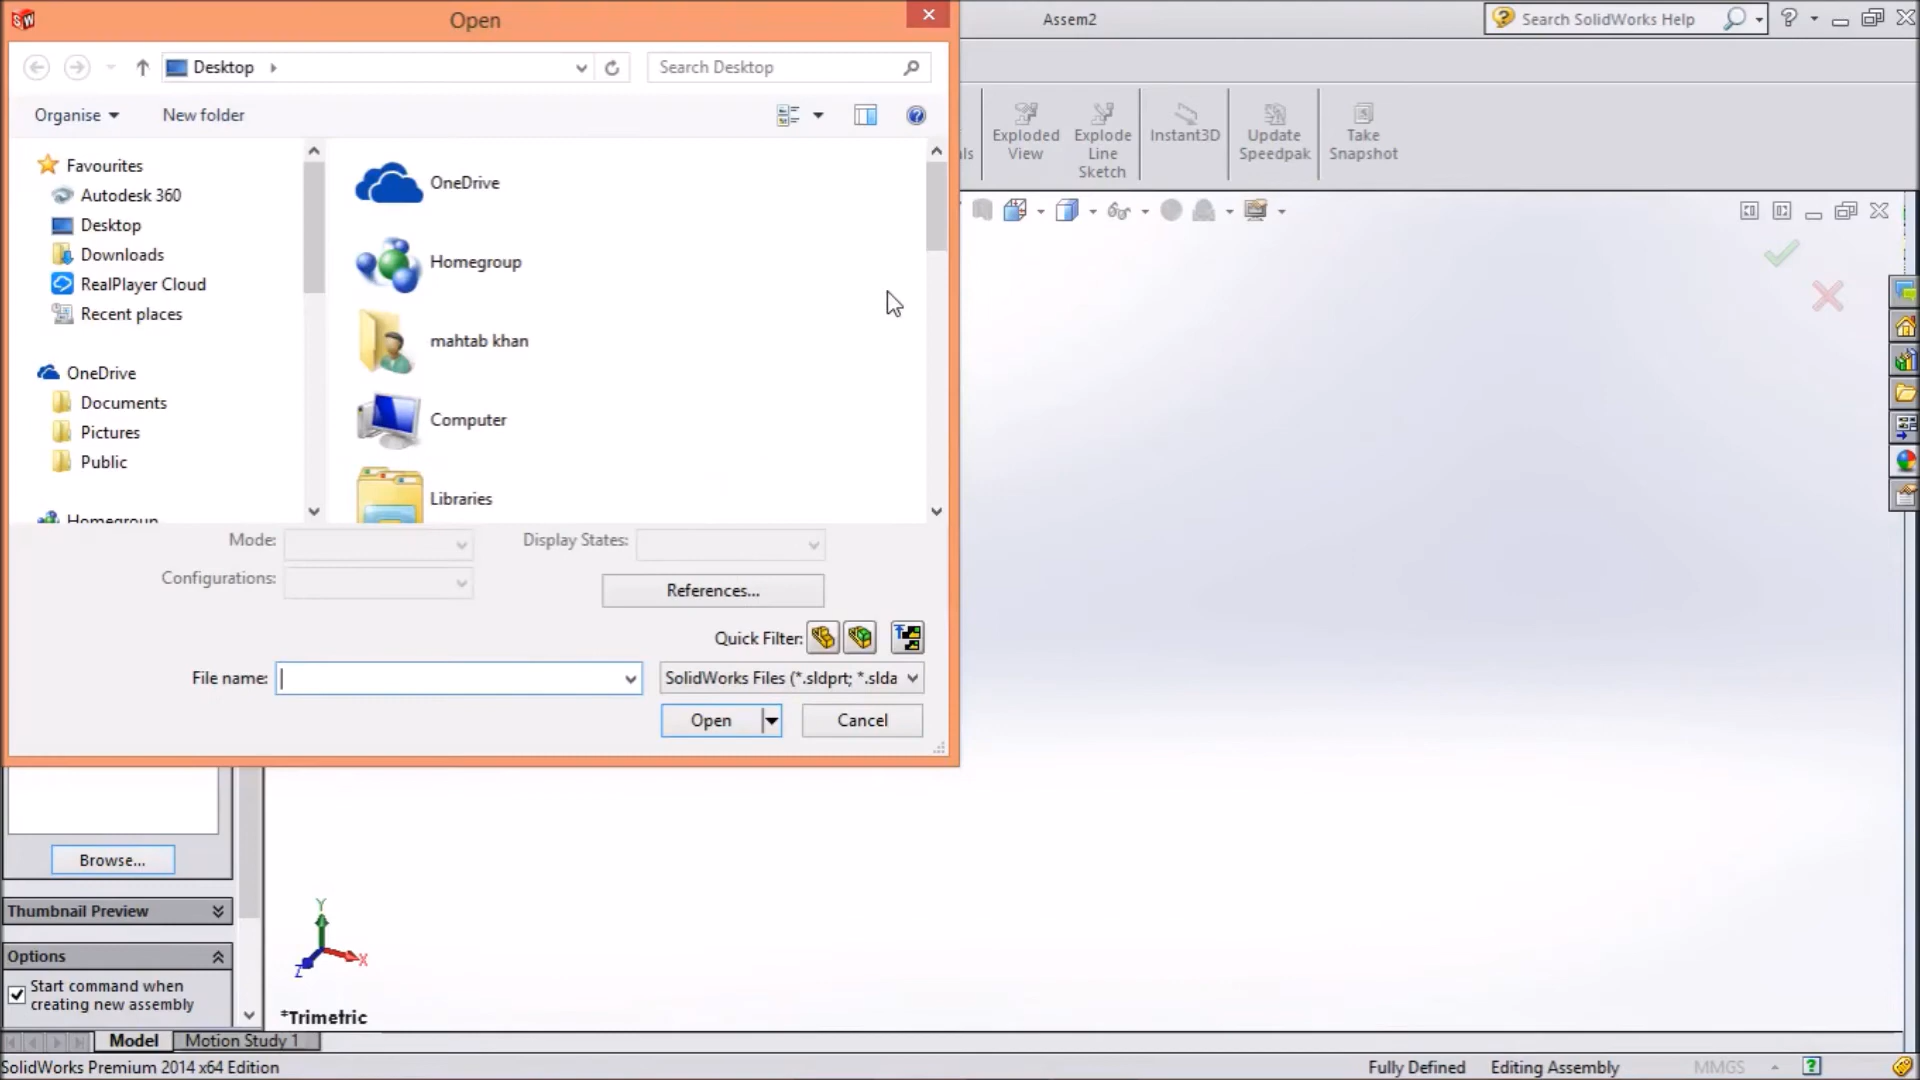 Open
Assem2
Search SolidWorks Help
Desktop
Search Desktop
Organise
New folder
Exploded View
Explode Line Sketch
Instant3D
Update Speedpak
Take Snapshot
Favourites
Autodesk 360
Desktop
Downloads
RealPlayer Cloud
Recent places
OneDrive
Documents
Pictures
Public
Homegroup
OneDrive
Homegroup
mahtab khan
Computer
Libraries
Mode:
Display States:
Configurations:
References...
Quick Filter:
File name:
SolidWorks Files (*.sldprt; *.slda
Open
Cancel
Browse...
Thumbnail Preview
Options
Start command when
creating new assembly
Y
X
Z
*Trimetric
Model
Motion Study 1
SolidWorks Premium 2014 x64 Edition
Fully Defined
Editing Assembly
MMGS